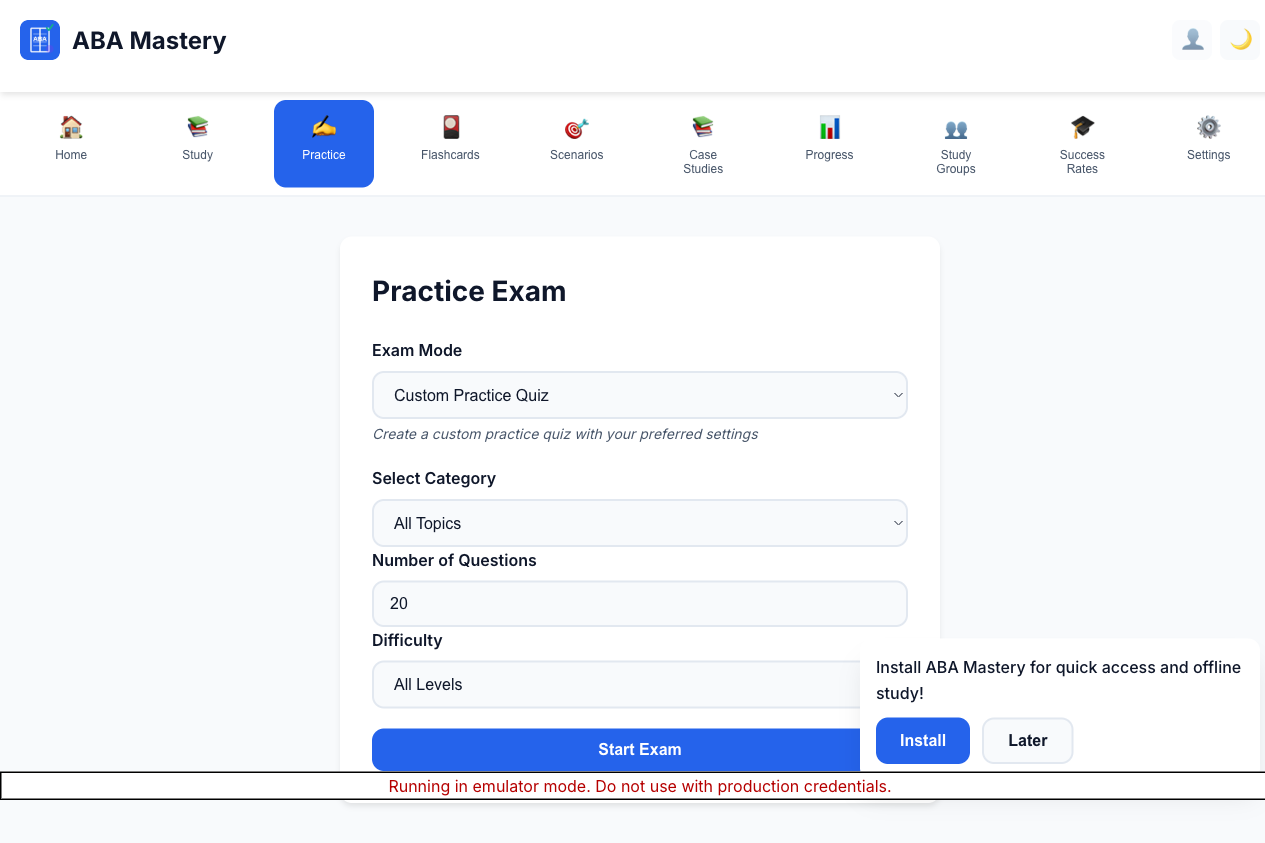 ABA
ABA Mastery
Home
Study
Practice
Flashcards
Scenarios
Case
Studies
Progress
Study
Groups
Success
Rates
Settings
Practice Exam
Exam Mode
Custom Practice Quiz
Create a custom practice quiz with your preferred settings
Select Category
All Topics
Number of Questions
20
Difficulty
All Levels
Start Exam
Install ABA Mastery for quick access and offline
study!
Install
Later
Running in emulator mode. Do not use with production credentials.